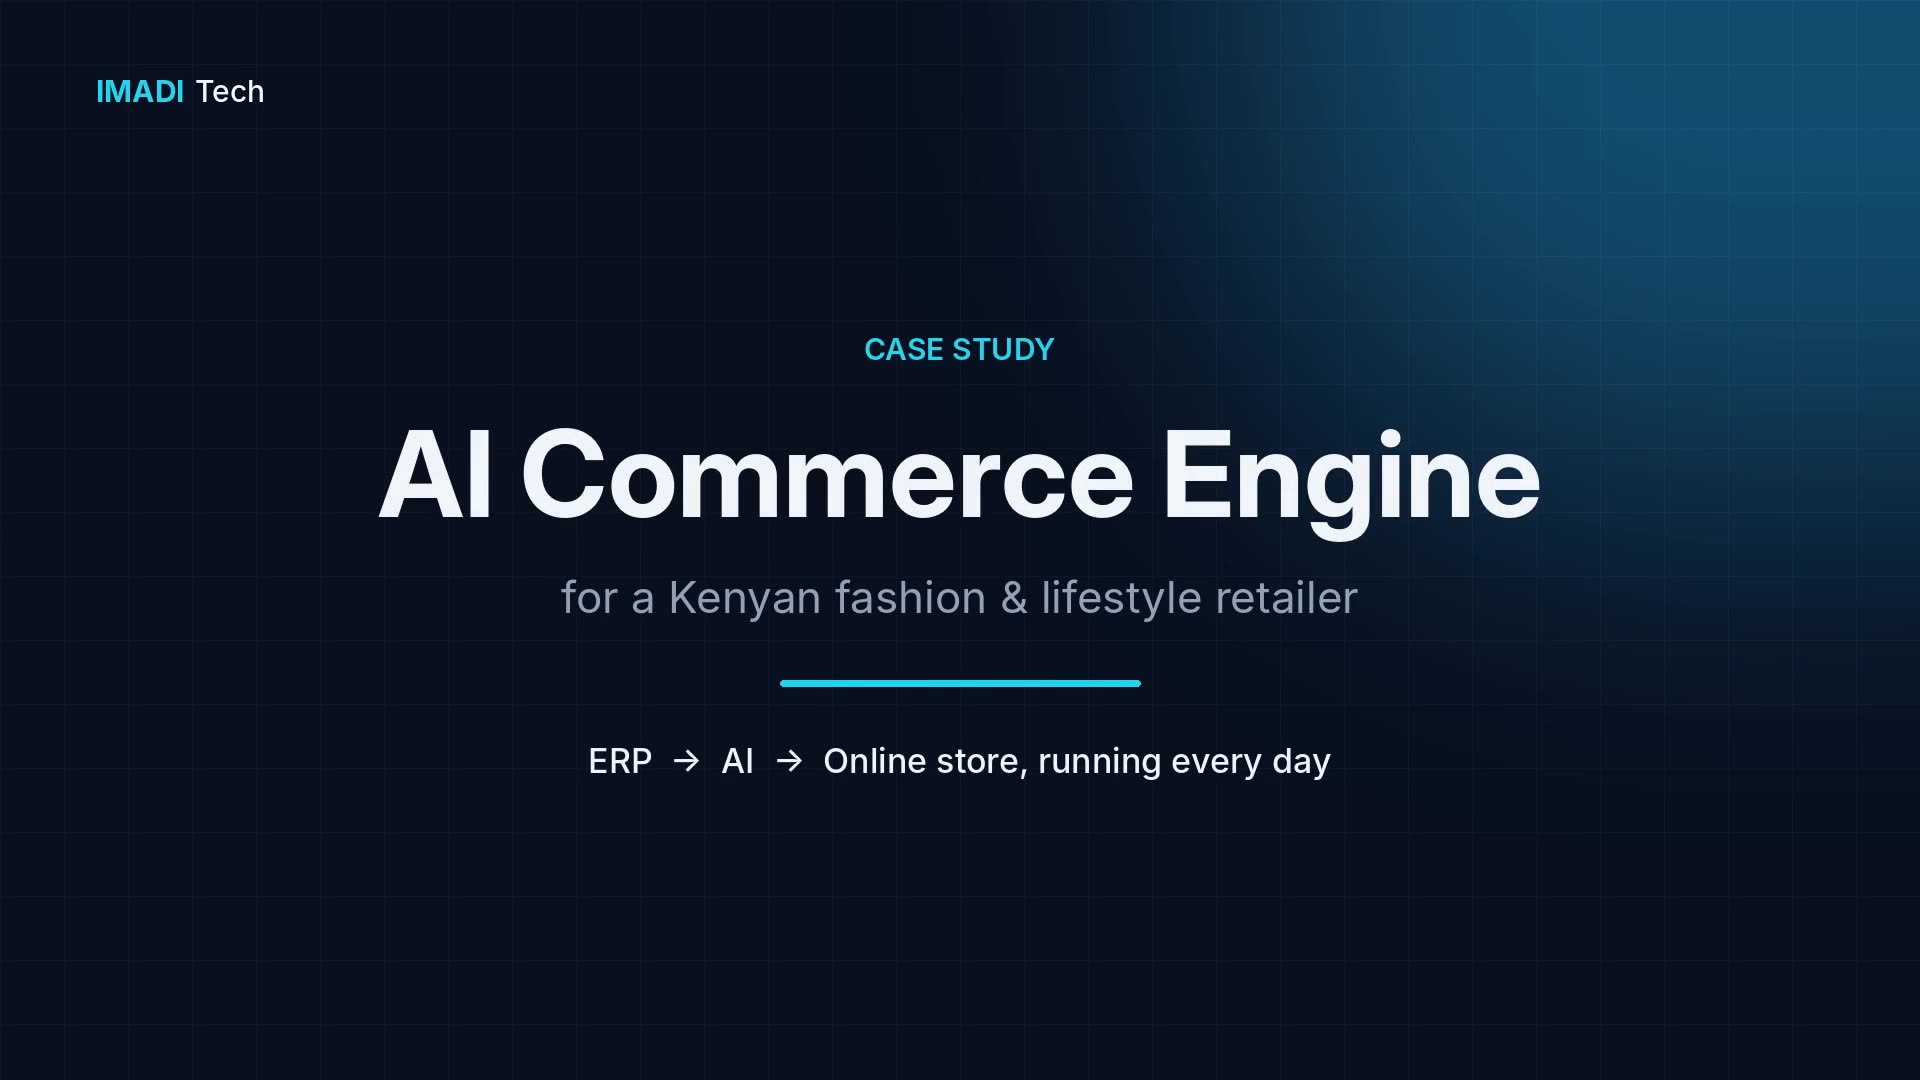 IMADI Tech
CASE STUDY
AI Commerce Engine
for a Kenyan fashion & lifestyle retailer
ERP → AI → Online store, running every day